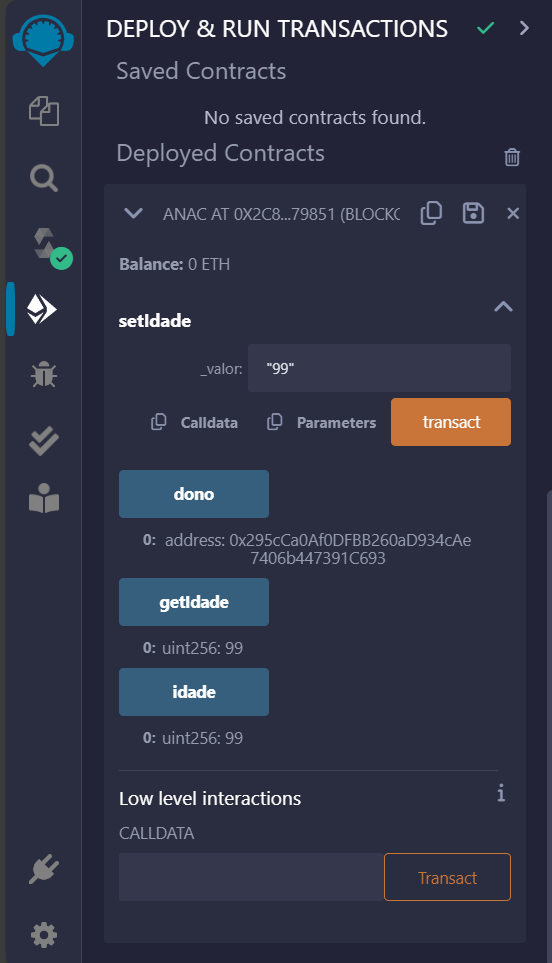 DEPLOY & RUN TRANSACTIONS
Saved Contracts
No saved contracts found.
Deployed Contracts
ANAC AT 0X2C8...79851 (BLOCKC
Balance: 0 ETH
setIdade
_valor: "99"
Calldata Parameters transact
dono
0: address: 0x295cCa0Af0DFBB260aD934cAe
7406b447391C693
getIdade
0: uint256: 99
idade
0: uint256: 99
Low level interactions
CALLDATA
Transact